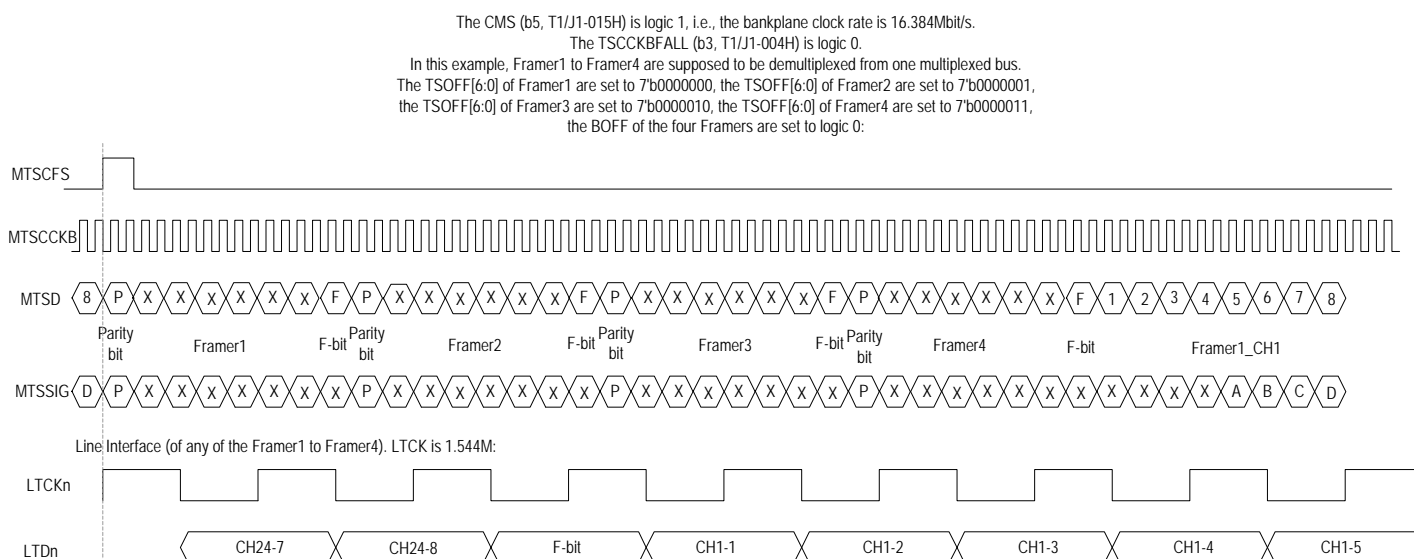 The CMS (b5, T1/J1-015H) is logic 1, i.e., the bankplane clock rate is 16.384Mbit/s.
The TSCCKBFALL (b3, T1/J1-004H) is logic 0.
In this example, Framer1 to Framer4 are supposed to be demultiplexed from one multiplexed bus.
The TSOFF[6:0] of Framer1 are set to 7'b0000000, the TSOFF[6:0] of Framer2 are set to 7'b0000001,
the TSOFF[6:0] of Framer3 are set to 7'b0000010, the TSOFF[6:0] of Framer4 are set to 7'b0000011,
the BOFF of the four Framers are set to logic 0:
MTSCFS
MTSCCKB
MTSD 8 P X X X X X X F P X X X X X X F P X X X X X X F P X X X X X X F 1 2 3 4 5 6 7 8
Parity bit Framer1 F-bit Parity bit Framer2 F-bit Parity bit Framer3 F-bit Parity bit Framer4 F-bit Framer1_CH1
MTSSIG D P X X X X X X X P X X X X X X X P X X X X X X X P X X X X X X X X X X X A B C D
Line Interface (of any of the Framer1 to Framer4). LTCK is 1.544M:
LTCKn
LTDn CH24-7 CH24-8 F-bit CH1-1 CH1-2 CH1-3 CH1-4 CH1-5